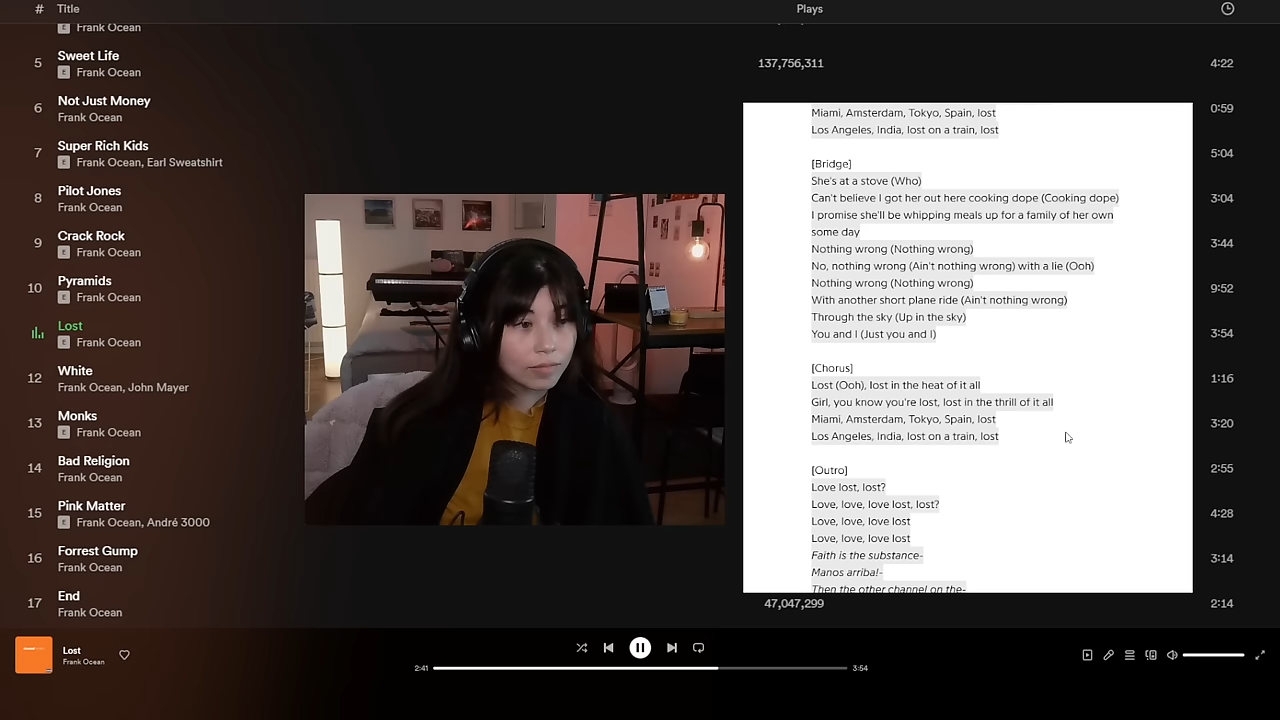 # Title Plays
Frank Ocean
5 Sweet Life 137,756,311 4:22
E Frank Ocean
6 Not Just Money 0:59
Frank Ocean
7 Super Rich Kids 5:04
E Frank Ocean, Earl Sweatshirt
8 Pilot Jones 3:04
Frank Ocean
9 Crack Rock 3:44
E Frank Ocean
10 Pyramids 9:52
E Frank Ocean
Lost 3:54
E Frank Ocean
12 White 1:16
Frank Ocean, John Mayer
13 Monks 3:20
E Frank Ocean
14 Bad Religion 2:55
Frank Ocean
15 Pink Matter 4:28
E Frank Ocean, André 3000
16 Forrest Gump 3:14
Frank Ocean
17 End 47,047,299 2:14
Frank Ocean
Miami, Amsterdam, Tokyo, Spain, lost
Los Angeles, India, lost on a train, lost
[Bridge]
She's at a stove (Who)
Can't believe I got her out here cooking dope (Cooking dope)
I promise she'll be whipping meals up for a family of her own
some day
Nothing wrong (Nothing wrong)
No, nothing wrong (Ain't nothing wrong) with a lie (Ooh)
Nothing wrong (Nothing wrong)
With another short plane ride (Ain't nothing wrong)
Through the sky (Up in the sky)
You and I (Just you and I)
[Chorus]
Lost (Ooh), lost in the heat of it all
Girl, you know you're lost, lost in the thrill of it all
Miami, Amsterdam, Tokyo, Spain, lost
Los Angeles, India, lost on a train, lost
[Outro]
Love lost, lost?
Love, love, love lost, lost?
Love, love, love lost
Love, love, love lost
Faith is the substance-
Manos arriba!-
Then the other channel on the-
Lost
Frank Ocean
2:41 3:54